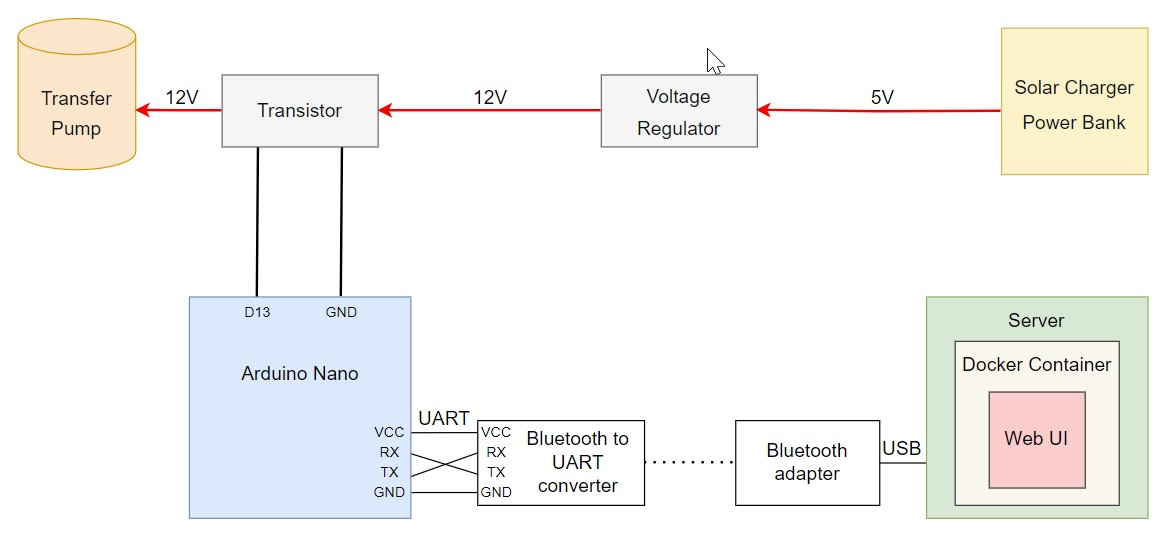 Transfer
Pump
12V
Transistor
12V
Voltage
Regulator
5V
Solar Charger
Power Bank
D13
GND
Arduino Nano
VCC
RX
TX
GND
UART
VCC
RX
TX
GND
Bluetooth to
UART
converter
Bluetooth
adapter
USB
Server
Docker Container
Web UI